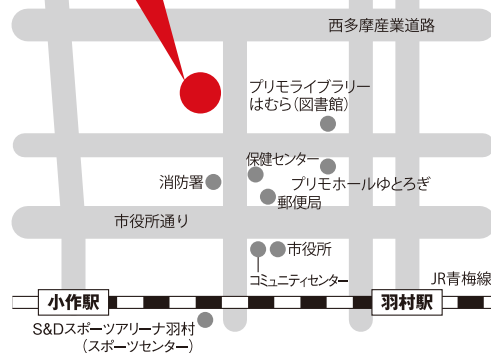 西多摩産業道路
プリモライブラリー
はむら（図書館）
保健センター
プリモホールゆとろぎ
消防署
郵便局
市役所通り
市役所
コミュニティセンター
JR青梅線
小作駅
羽村駅
S&Dスポーツアリーナ羽村
（スポーツセンター）